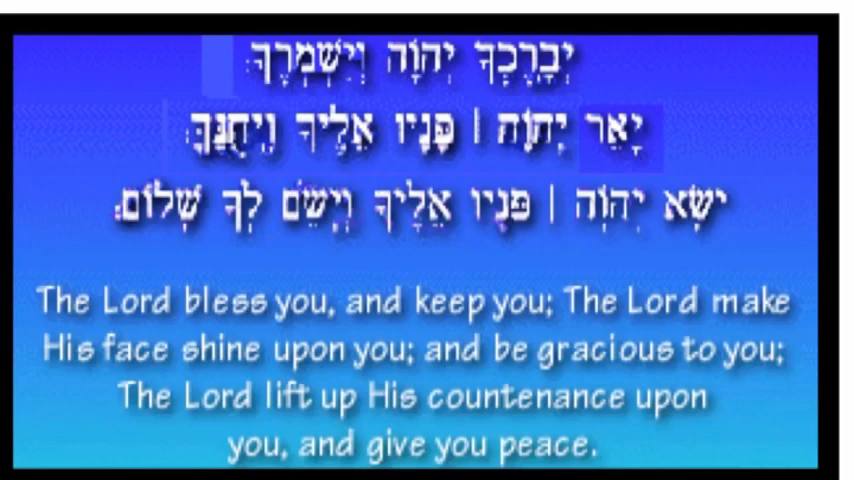 יְבָרֶכְךָ יְהוָה וְיִשְׁמְרֶךָ׃
יָאֵר יְהוָה | פָּנָיו אֵלֶיךָ וִיחֻנֶּךָּ׃
יִשָּׂא יְהוָה | פָּנָיו אֵלֶיךָ וְיָשֵׂם לְךָ שָׁלוֹם׃
The Lord bless you, and keep you; The Lord make
His face shine upon you; and be gracious to you;
The Lord lift up His countenance upon
you, and give you peace.